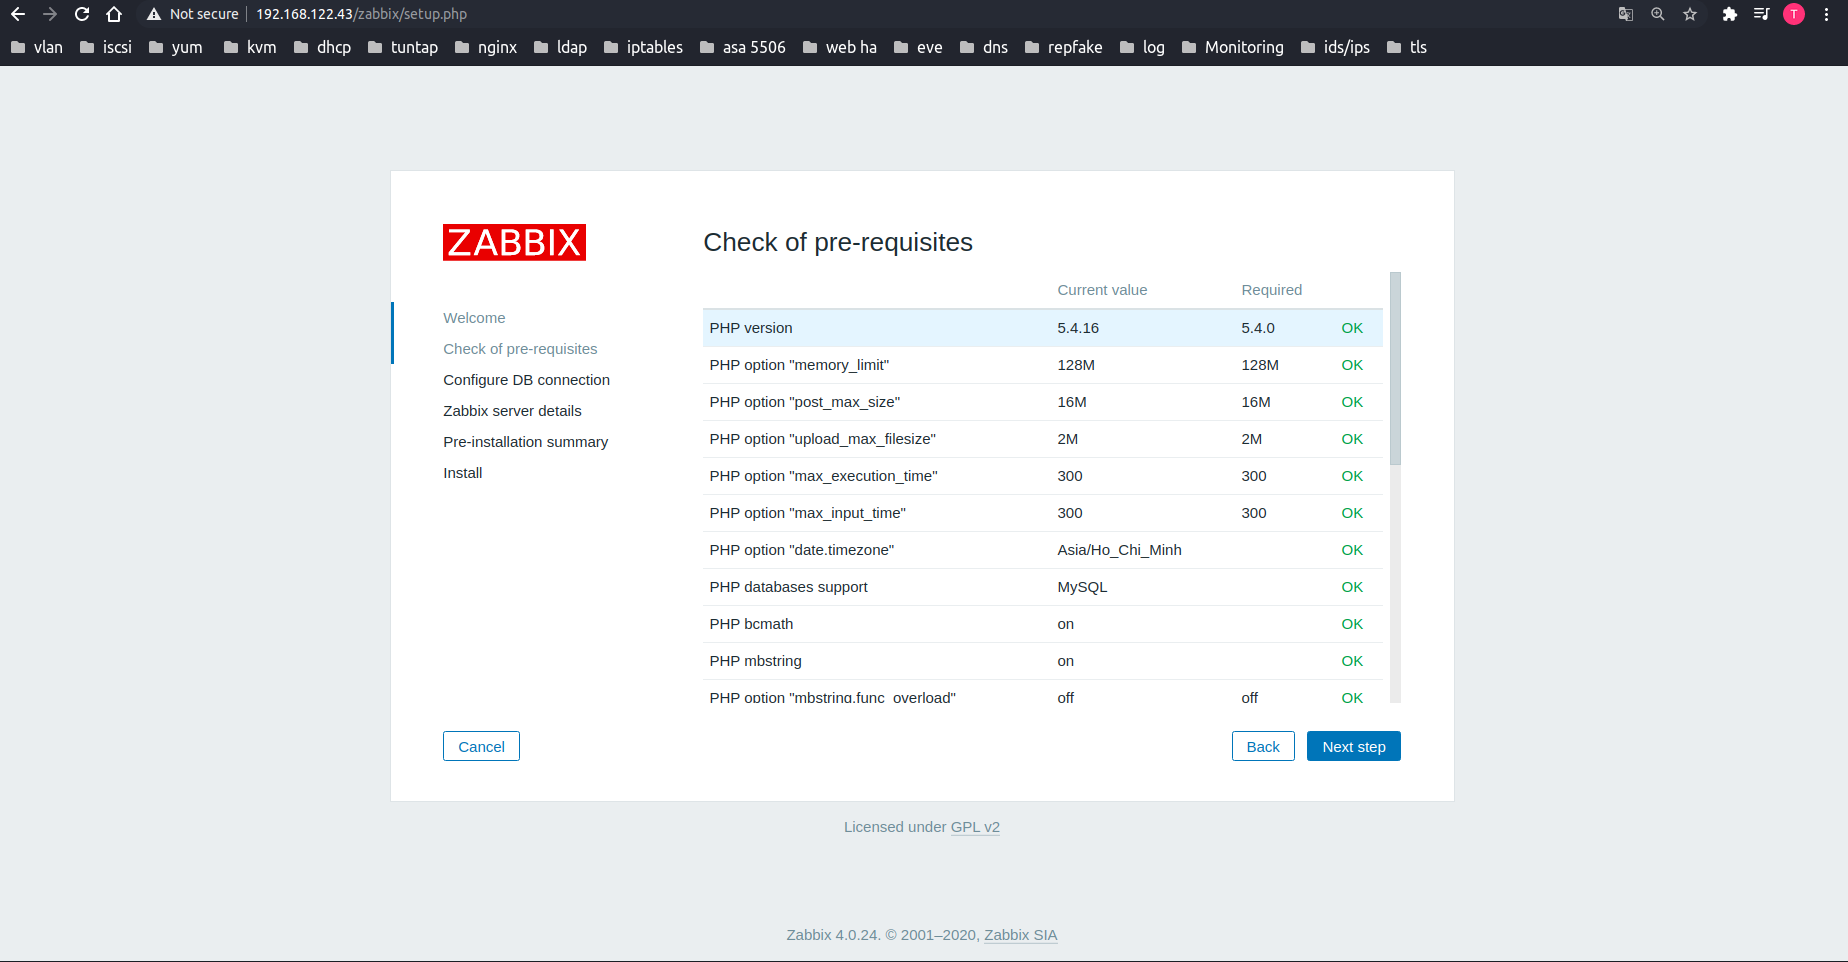 Not secure 192.168.122.43/zabbix/setup.php T
vlan iscsi yum kvm dhcp tuntap nginx ldap iptables asa 5506 web ha eve dns repfake log Monitoring ids/ips tls
ZABBIX
Welcome
Check of pre-requisites
Configure DB connection
Zabbix server details
Pre-installation summary
Install
Check of pre-requisites
Current value Required
PHP version 5.4.16 5.4.0 OK
PHP option "memory_limit" 128M 128M OK
PHP option "post_max_size" 16M 16M OK
PHP option "upload_max_filesize" 2M 2M OK
PHP option "max_execution_time" 300 300 OK
PHP option "max_input_time" 300 300 OK
PHP option "date.timezone" Asia/Ho_Chi_Minh OK
PHP databases support MySQL OK
PHP bcmath on OK
PHP mbstring on OK
PHP option "mbstring.func_overload" off off OK
Cancel Back Next step
Licensed under GPL v2
Zabbix 4.0.24. © 2001–2020, Zabbix SIA